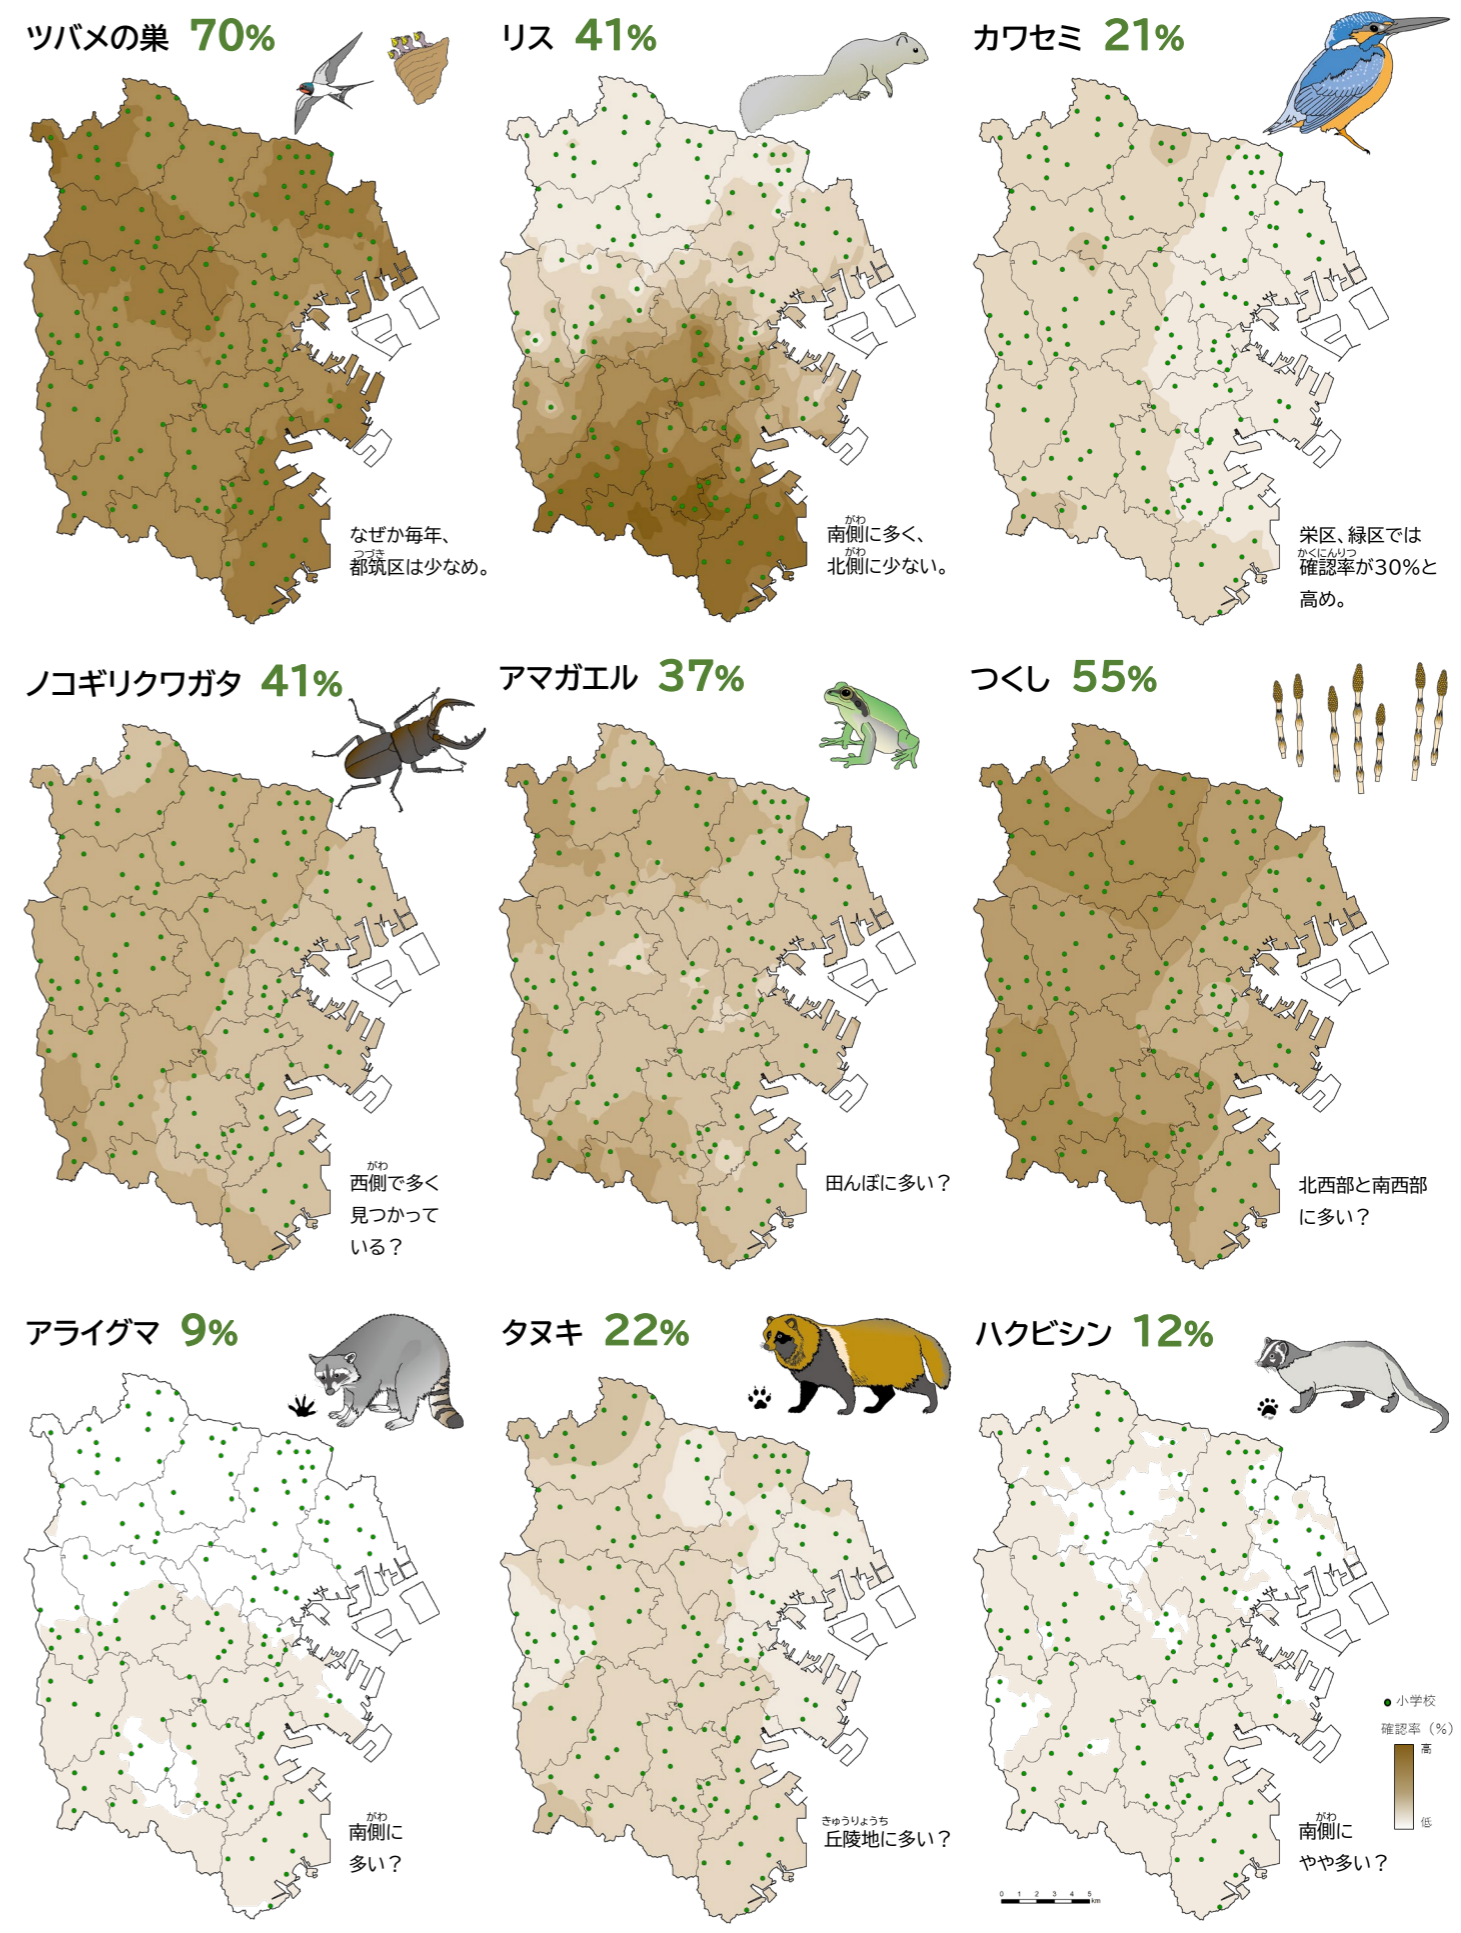 ツバメの巣 70%
リス 41%
カワセミ 21%
なぜか毎年、
つづき
都筑区は少なめ。
がわ
南側に多く、
がわ
北側に少ない。
栄区、緑区では
かくにんりつ
確認率が30%と
高め。
ノコギリクワガタ 41%
アマガエル 37%
つくし 55%
がわ
西側で多く
見つかって
いる？
田んぼに多い？
北西部と南西部
に多い？
アライグマ 9%
タヌキ 22%
ハクビシン 12%
がわ
南側に
多い？
きゅうりょうち
丘陵地に多い？
がわ
南側に
やや多い？
小学校
確認率（%）
高
低
0 1 2 3 4 5
km